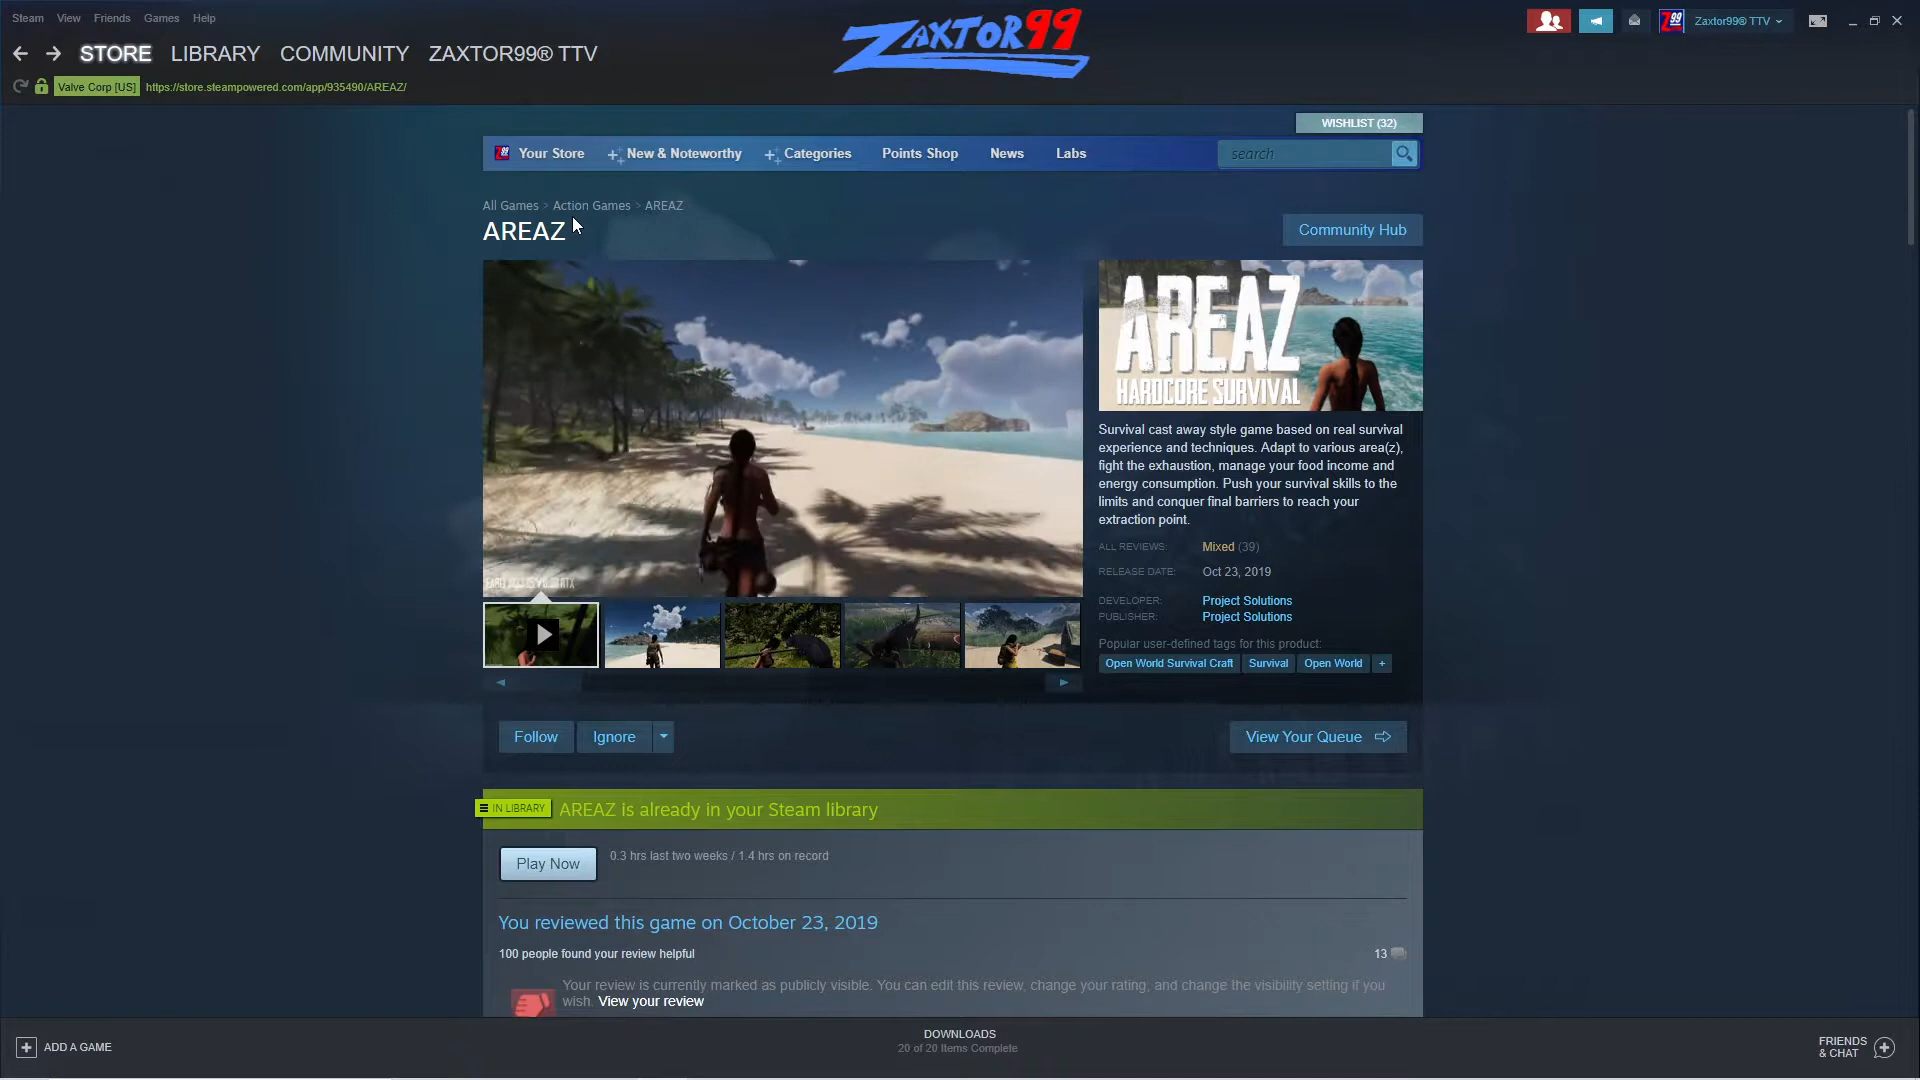 Steam View Friends Games Help
ZAXTOR99
Z99 Zaxtor99® TTV
STORE LIBRARY COMMUNITY ZAXTOR99® TTV
Valve Corp [US] https://store.steampowered.com/app/935490/AREAZ/
WISHLIST (32)
Your Store New & Noteworthy Categories Points Shop News Labs search
All Games > Action Games > AREAZ
AREAZ
Community Hub
AREAZ
HARDCORE SURVIVAL
Survival cast away style game based on real survival
experience and techniques. Adapt to various area(z),
fight the exhaustion, manage your food income and
energy consumption. Push your survival skills to the
limits and conquer final barriers to reach your
extraction point.
ALL REVIEWS: Mixed (39)
RELEASE DATE: Oct 23, 2019
DEVELOPER: Project Solutions
PUBLISHER: Project Solutions
Popular user-defined tags for this product:
Open World Survival Craft Survival Open World +
Follow Ignore
View Your Queue
IN LIBRARY AREAZ is already in your Steam library
Play Now 0.3 hrs last two weeks / 1.4 hrs on record
You reviewed this game on October 23, 2019
100 people found your review helpful 13
Your review is currently marked as publicly visible. You can edit this review, change your rating, and change the visibility setting if you
wish. View your review
ADD A GAME
DOWNLOADS
20 of 20 Items Complete
FRIENDS
& CHAT